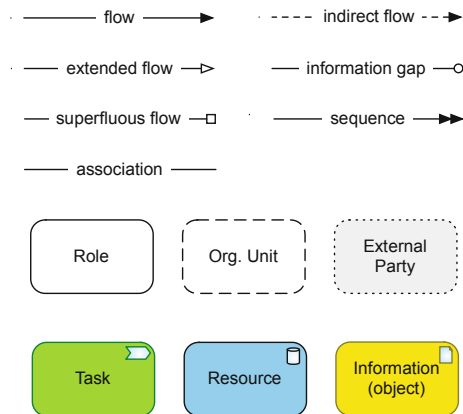 flow
indirect flow
extended flow
information gap
superfluous flow
sequence
association
Role
Org. Unit
External
Party
Task
Resource
Information
(object)